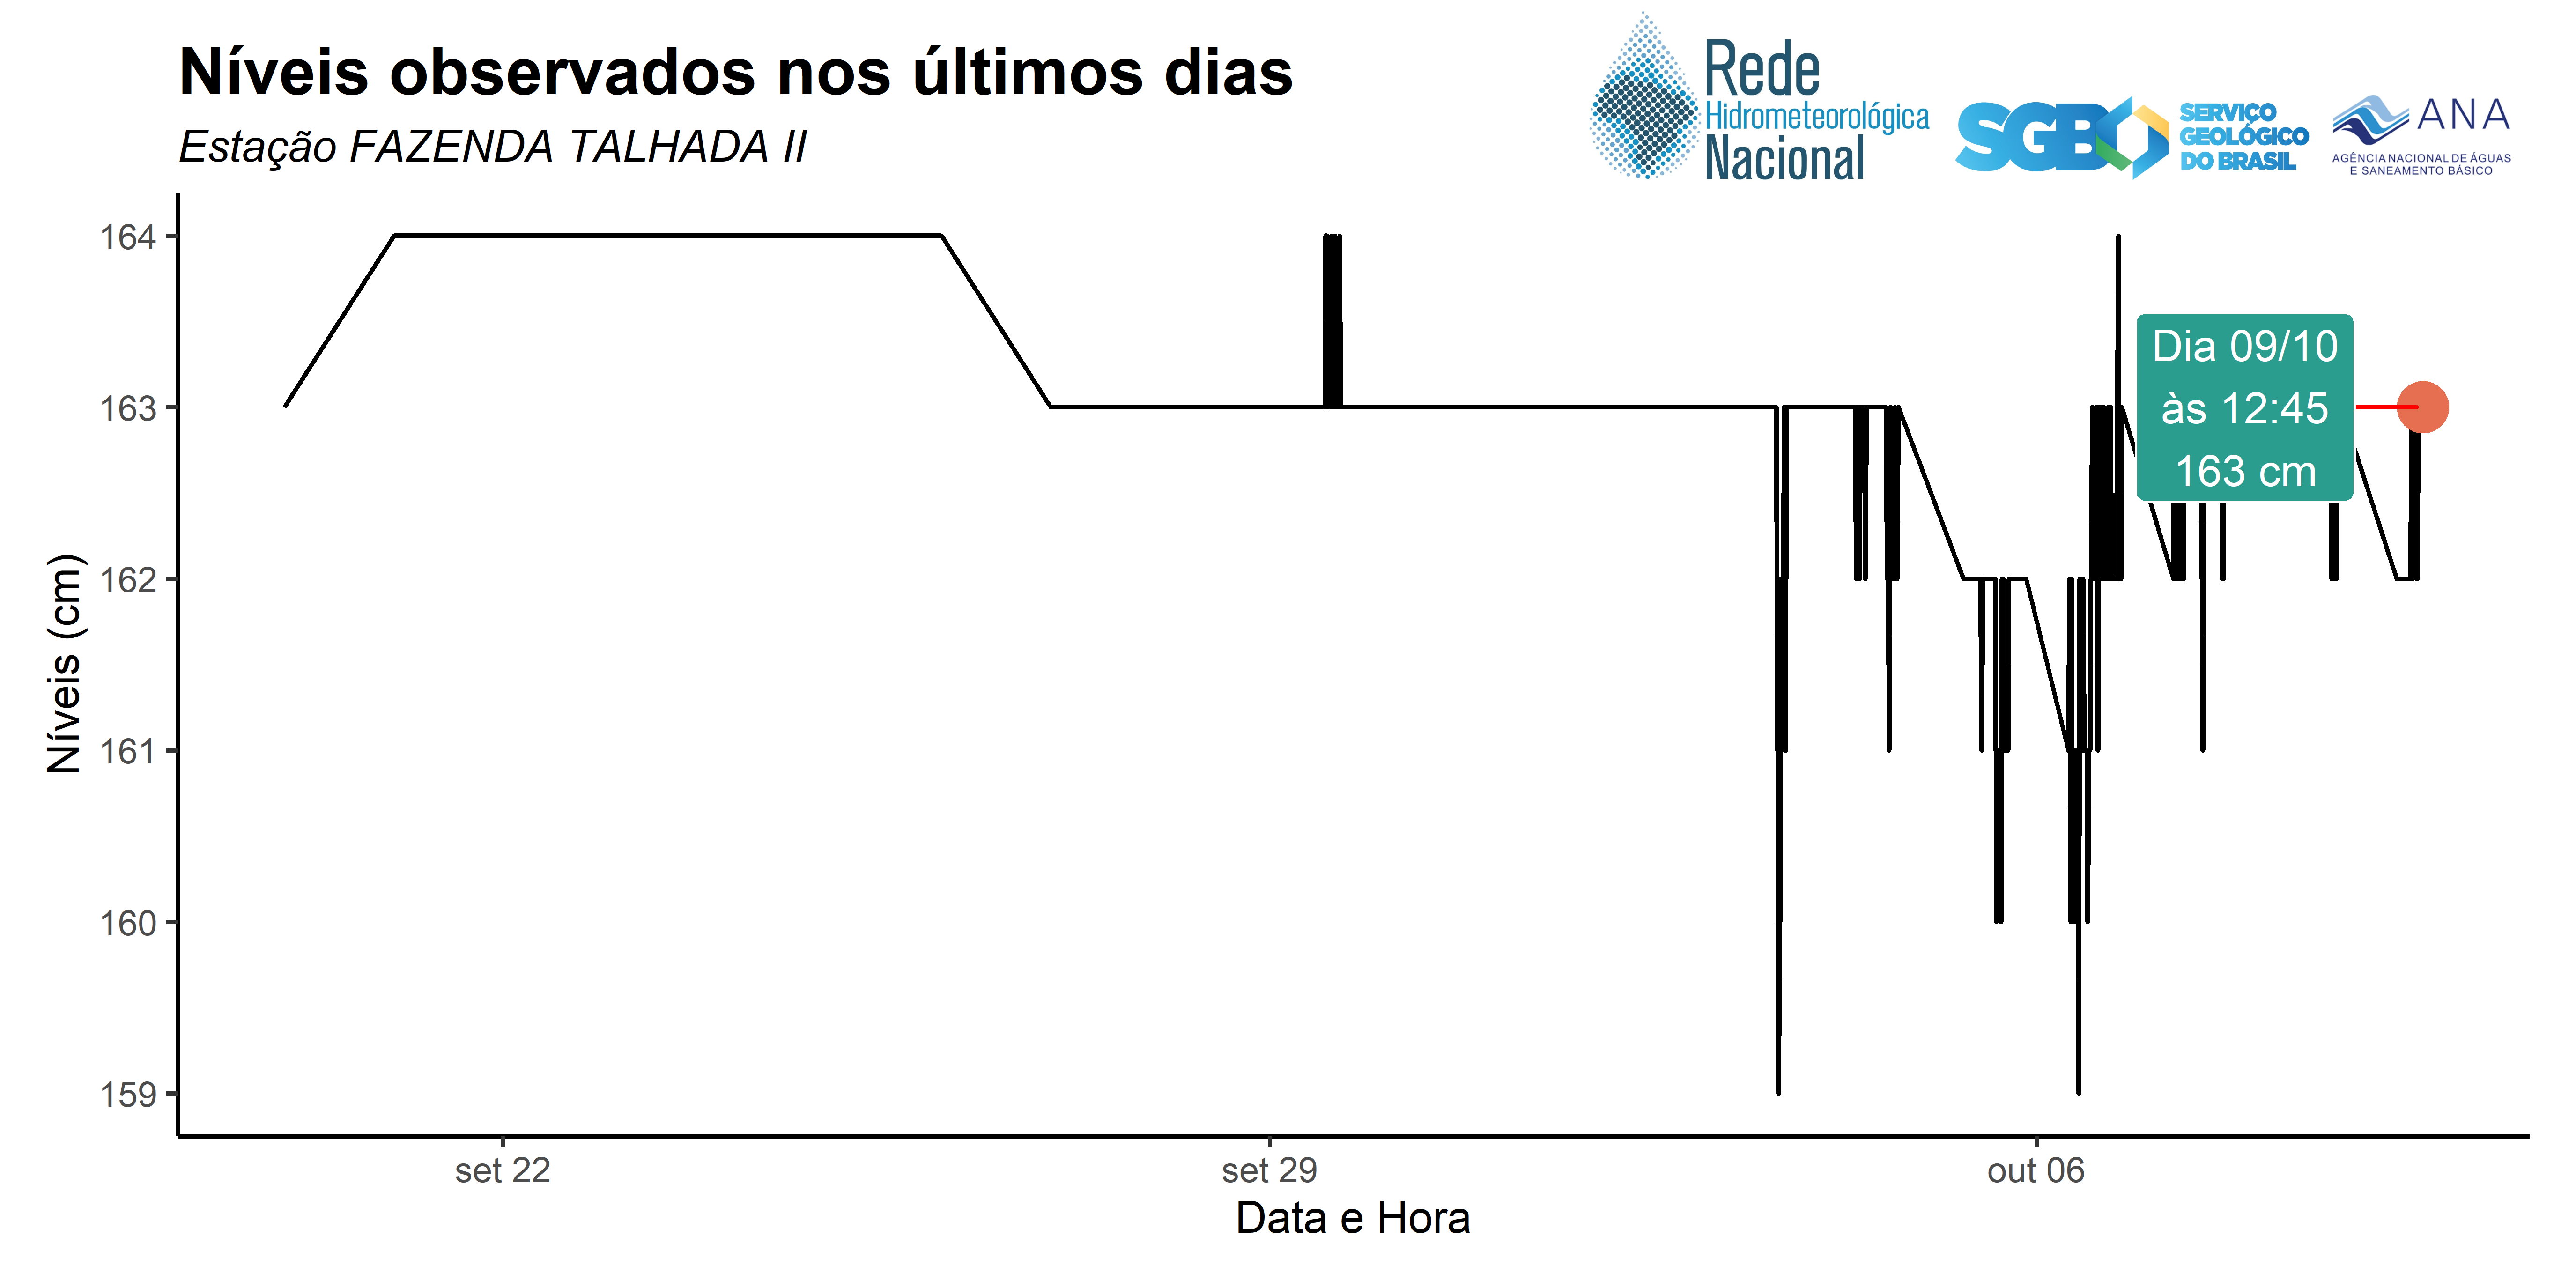 Níveis observados nos últimos dias
Estação FAZENDA TALHADA II
Rede
Hidrometeorológica
Nacional
SGB
SERVIÇO
GEOLÓGICO
DO BRASIL
ANA
AGÊNCIA NACIONAL DE ÁGUAS
E SANEAMENTO BÁSICO
Níveis (cm)
164
163
162
161
160
159
Dia 09/10
às 12:45
163 cm
set 22
set 29
out 06
Data e Hora